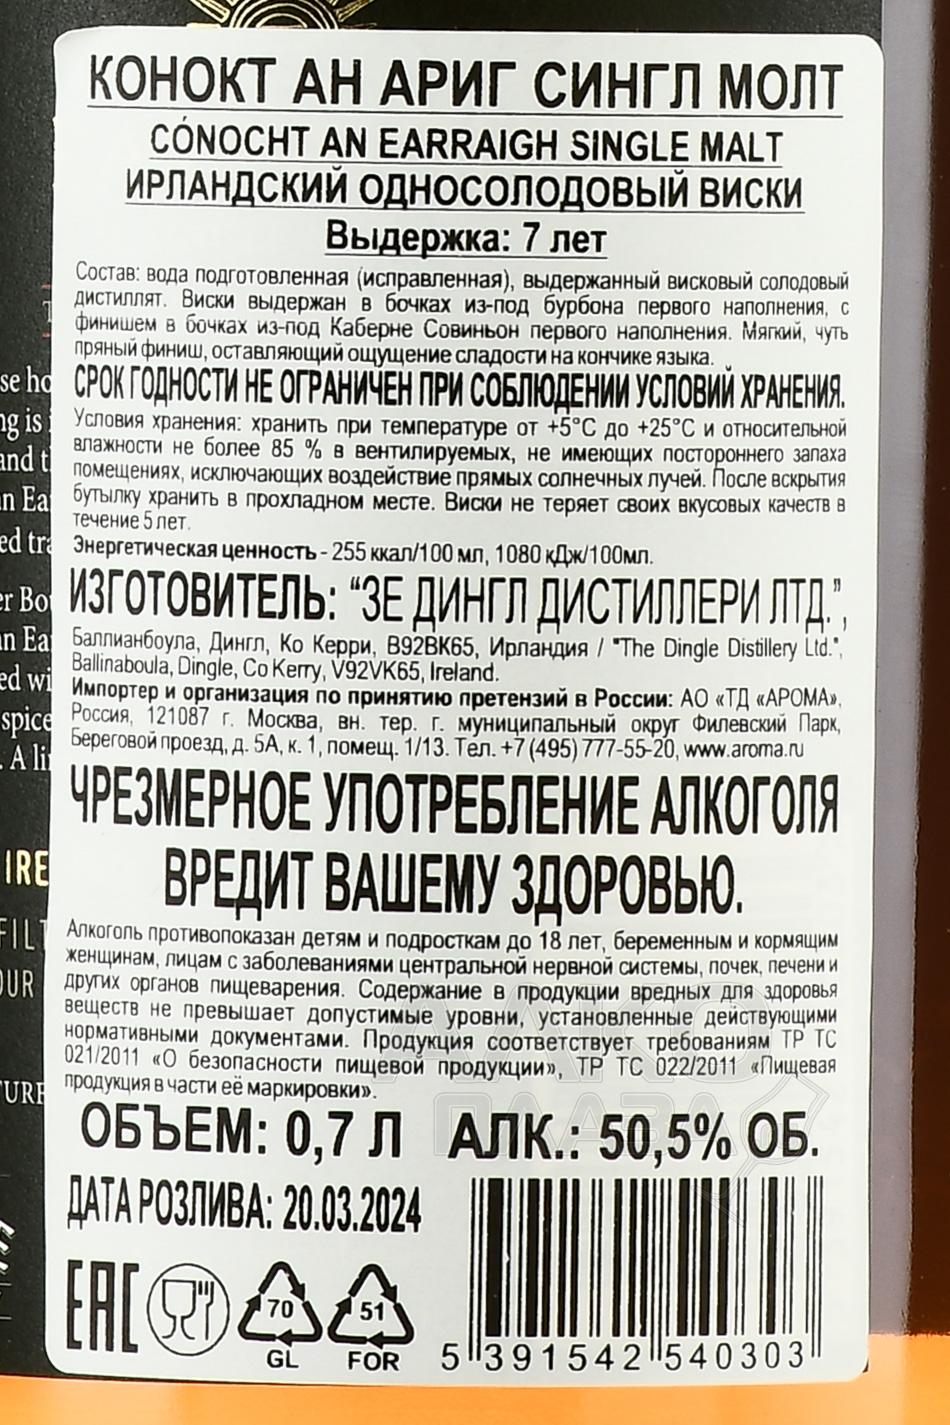 КОНОКТ АН АРИГ СИНГЛ МОЛТ
CÓNOCHT AN EARRAIGH SINGLE MALT
ИРЛАНДСКИЙ ОДНОСОЛОДОВЫЙ ВИСКИ
Выдержка: 7 лет
Состав: вода подготовленная (исправленная), выдержанный висковый солодовый
дистиллят. Виски выдержан в бочках из-под бурбона первого наполнения, с
финишем в бочках из-под Каберне Совиньон первого наполнения. Мягкий, чуть
пряный финиш, оставляющий ощущение сладости на кончике языка.
СРОК ГОДНОСТИ НЕ ОГРАНИЧЕН ПРИ СОБЛЮДЕНИИ УСЛОВИЙ ХРАНЕНИЯ.
Условия хранения: хранить при температуре от +5°С до +25°С и относительной
влажности не более 85 % в вентилируемых, не имеющих постороннего запаха
помещениях, исключающих воздействие прямых солнечных лучей. После вскрытия
бутылку хранить в прохладном месте. Виски не теряет своих вкусовых качеств в
течение 5 лет.
Энергетическая ценность - 255 ккал/100 мл, 1080 кДж/100мл.
ИЗГОТОВИТЕЛЬ: “ЗЕ ДИНГЛ ДИСТИЛЛЕРИ ЛТД.”,
Баллианбоула, Дингл, Ко Керри, В92ВК65, Ирландия / "The Dingle Distillery Ltd.",
Ballinaboula, Dingle, Co Kerry, V92VK65, Ireland.
Импортер и организация по принятию претензий в России: АО «ТД «АРОМА»,
Россия, 121087 г. Москва, вн. тер. г. муниципальный округ Филевский Парк,
Береговой проезд, д. 5А, к. 1, помещ. 1/13. Тел. +7 (495) 777-55-20, www.aroma.ru
ЧРЕЗМЕРНОЕ УПОТРЕБЛЕНИЕ АЛКОГОЛЯ
ВРЕДИТ ВАШЕМУ ЗДОРОВЬЮ.
Алкоголь противопоказан детям и подросткам до 18 лет, беременным и кормящим
женщинам, лицам с заболеваниями центральной нервной системы, почек, печени и
других органов пищеварения. Содержание в продукции вредных для здоровья
веществ не превышает допустимые уровни, установленные действующими
нормативными документами. Продукция соответствует требованиям ТР ТС
021/2011 «О безопасности пищевой продукции», ТР ТС 022/2011 «Пищевая
продукция в части её маркировки».
ОБЪЕМ: 0,7 Л АЛК.: 50,5% ОБ.
ДАТА РОЗЛИВА: 20.03.2024
EAC
70
GL
51
FOR
5 391542 540303
АЛКО
ПЛАЗА